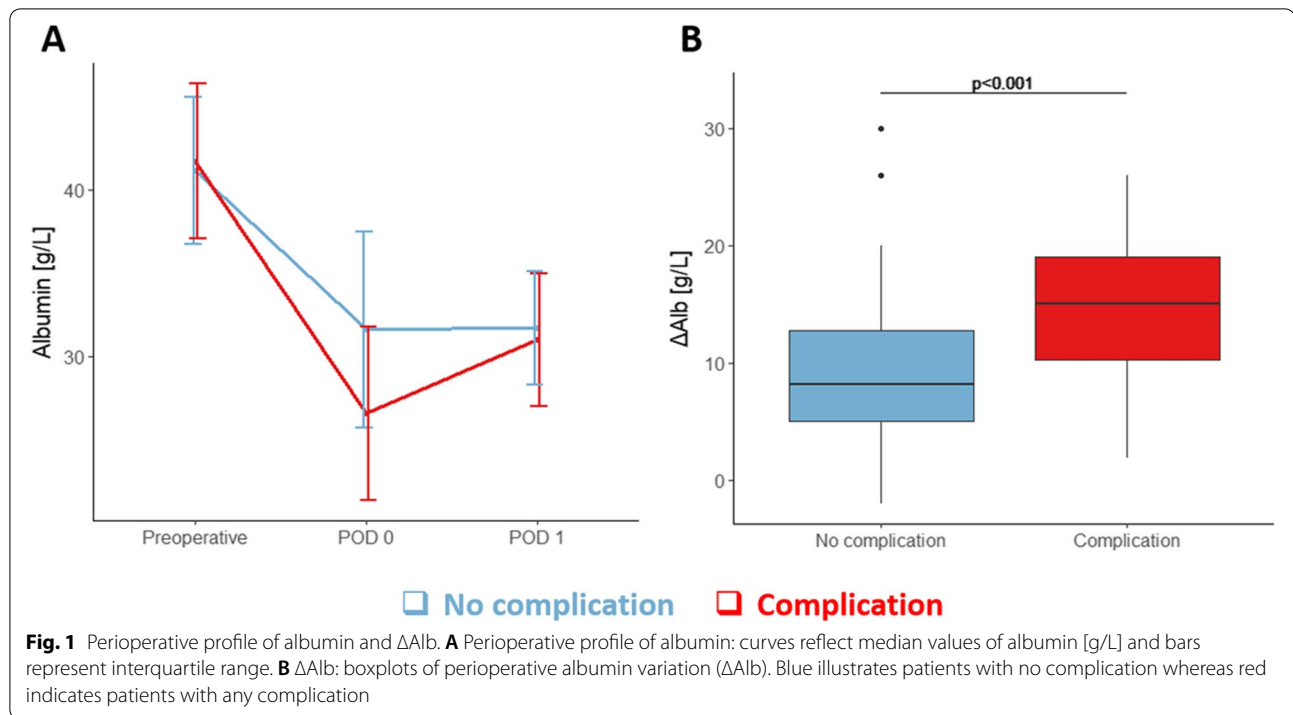 A
Albumin [g/L]
40
30
Preoperative
POD 0
POD 1
B
p<0.001
ΔAlb [g/L]
30
20
10
0
No complication
Complication
❑ No complication ❑ Complication
Fig. 1 Perioperative profile of albumin and ΔAlb. A Perioperative profile of albumin: curves reflect median values of albumin [g/L] and bars
represent interquartile range. B ΔAlb: boxplots of perioperative albumin variation (ΔAlb). Blue illustrates patients with no complication whereas red
indicates patients with any complication